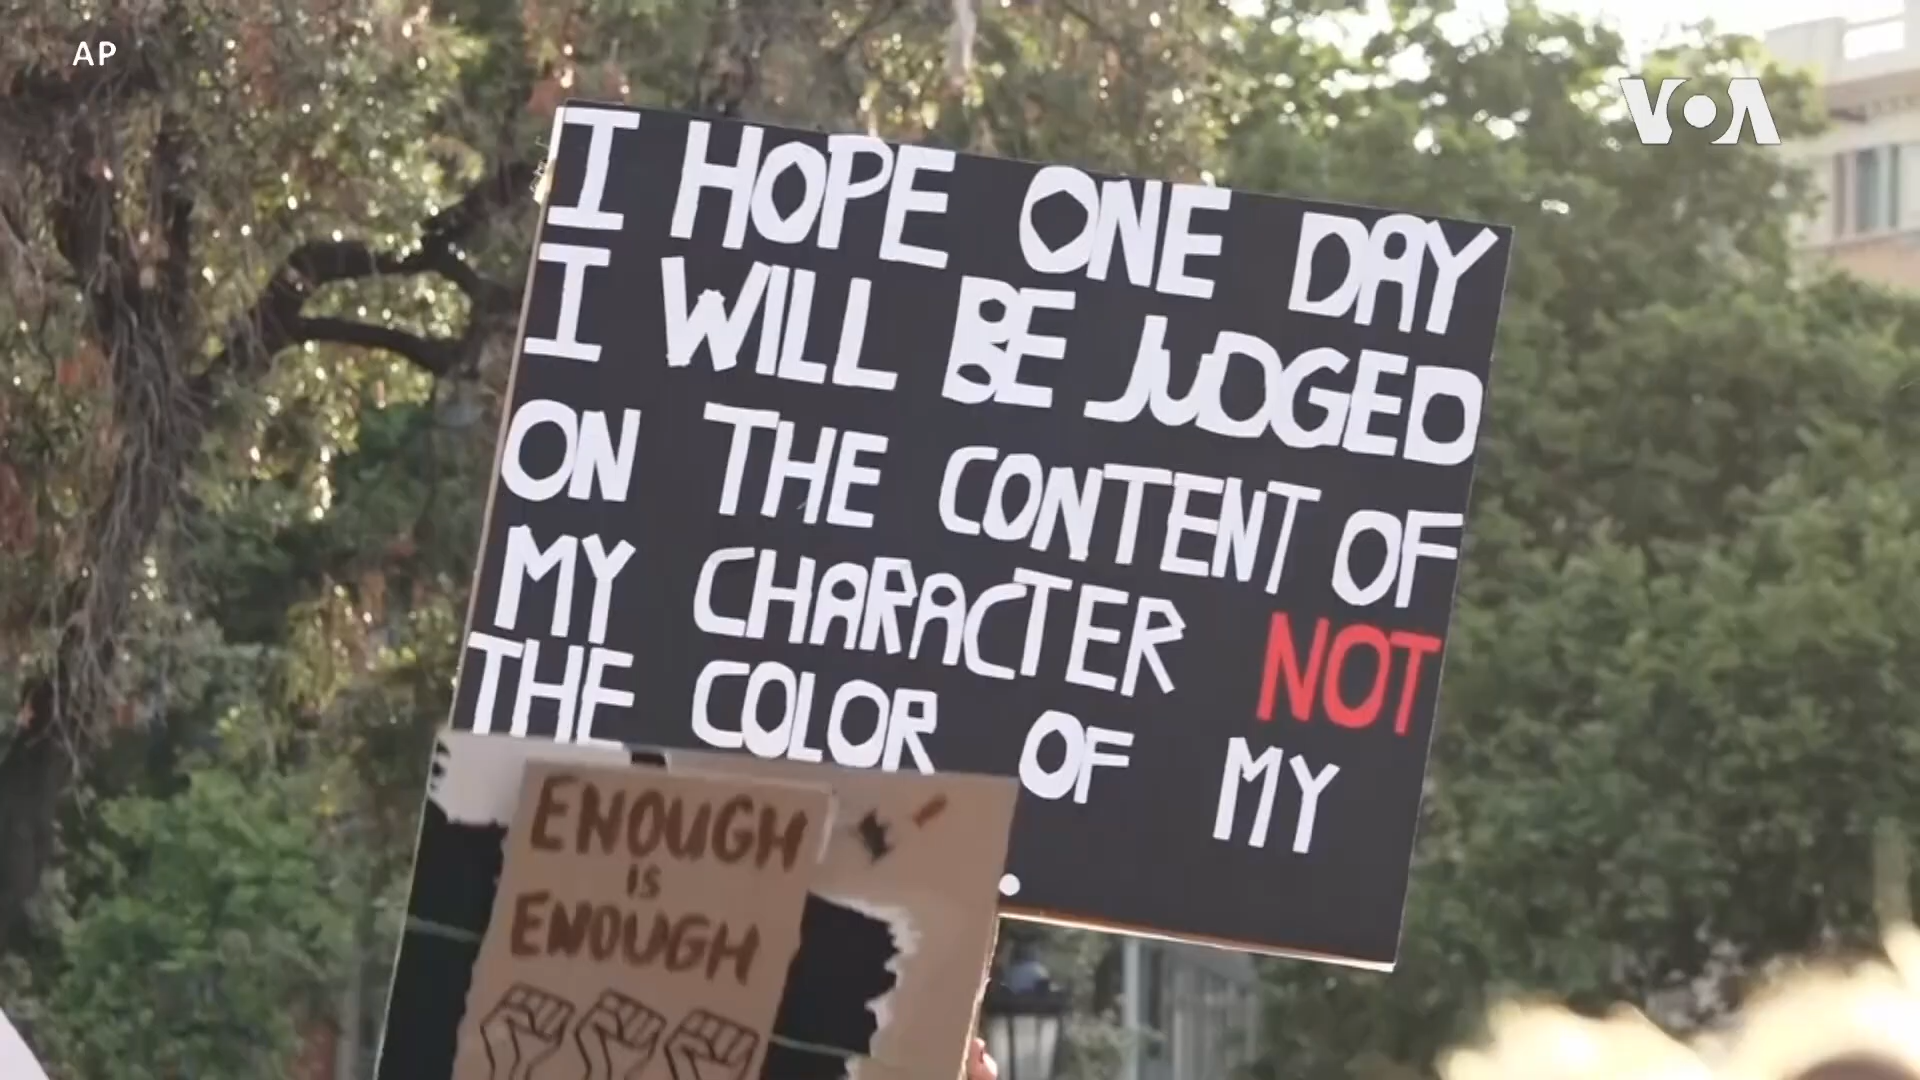 AP
VOA
I HOPE ONE DAY
I WILL BE JUDGED
ON THE CONTENT OF
MY CHARACTER NOT
THE COLOR OF MY
.
ENOUGH
IS
ENOUGH